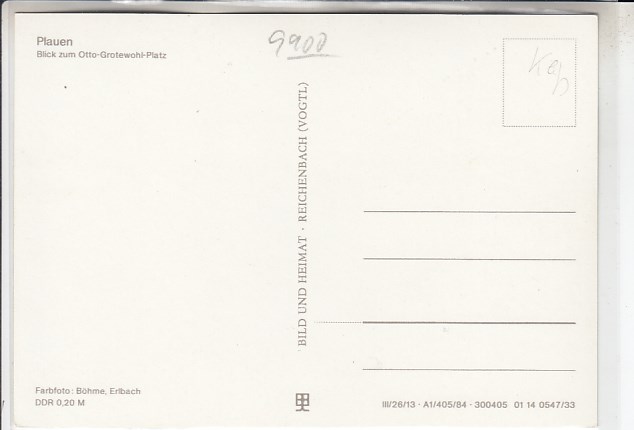 Plauen
Blick zum Otto-Grotewohl-Platz
9900
BILD UND HEIMAT · REICHENBACH (VOGTL)
Farbfoto: Böhme, Erlbach
DDR 0,20 M
III/26/13 · A1/405/84 · 300405 01 14 0547/33